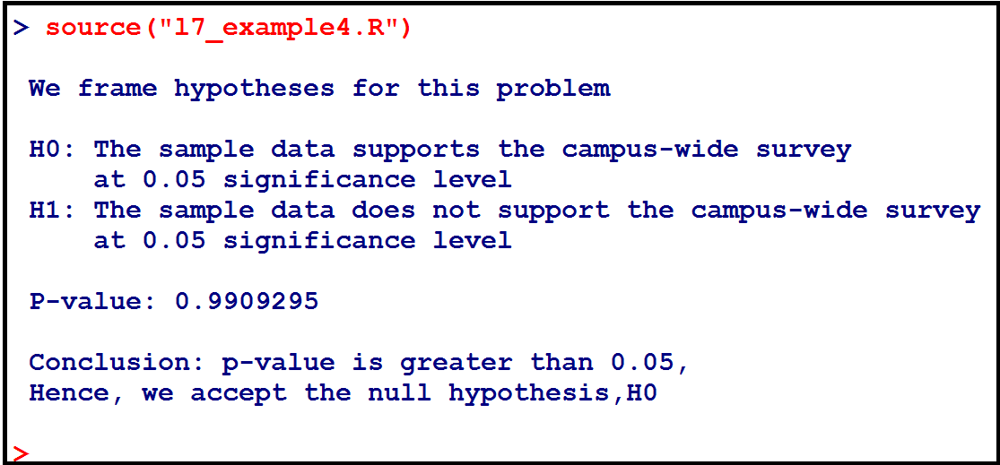 > source("l7_example4.R")
We frame hypotheses for this problem
H0: The sample data supports the campus-wide survey
at 0.05 significance level
H1: The sample data does not support the campus-wide survey
at 0.05 significance level
P-value: 0.9909295
Conclusion: p-value is greater than 0.05,
Hence, we accept the null hypothesis,H0
>